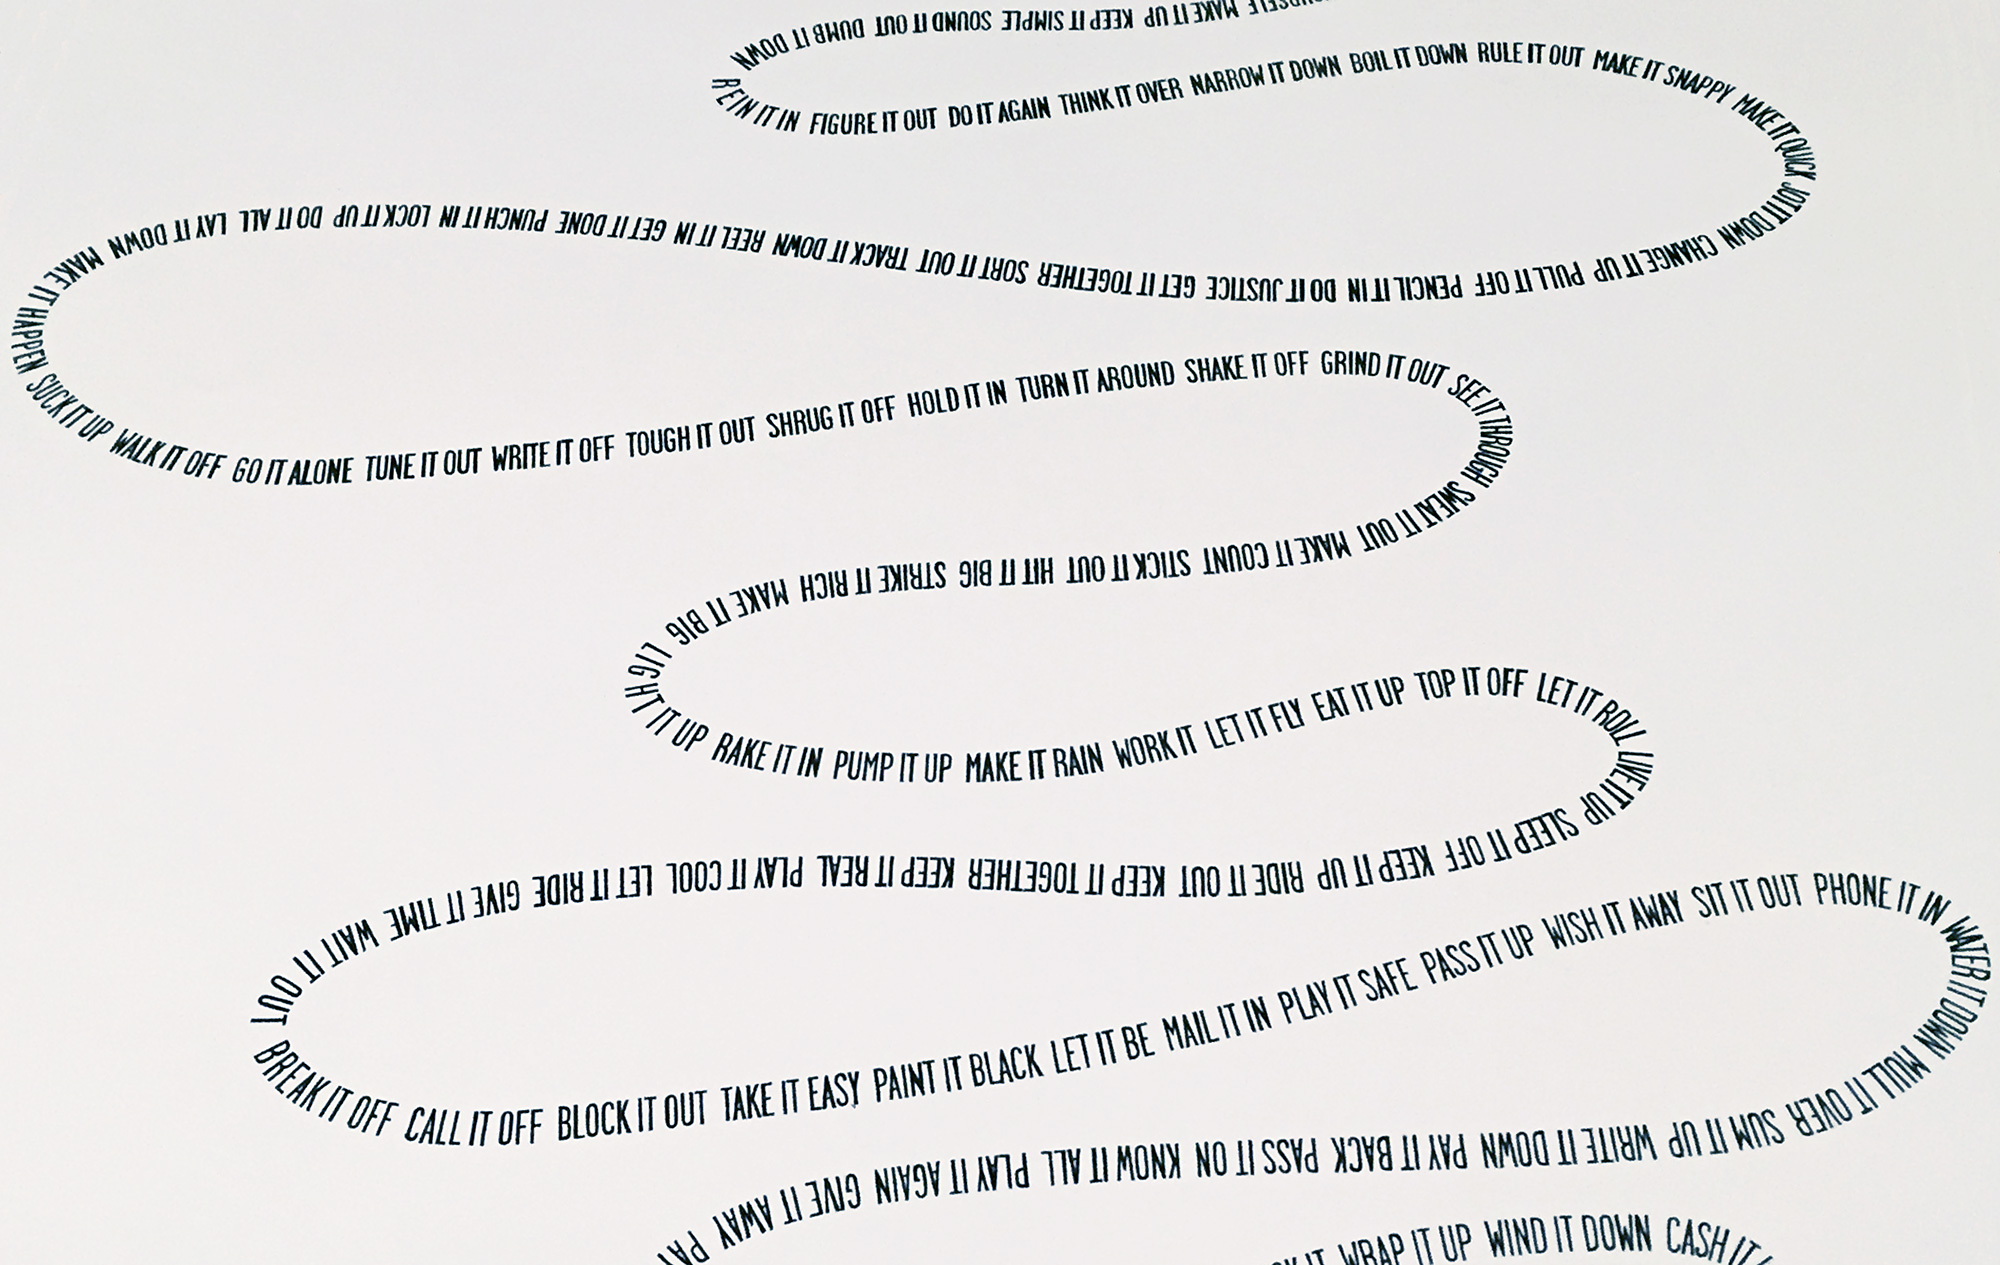 MAKE IT UP KEEP IT SIMPLE SOUND IT OUT DUMB IT DOWN
REIN IT IN FIGURE IT OUT DO IT AGAIN THINK IT OVER NARROW IT DOWN BOIL IT DOWN RULE IT OUT MAKE IT SNAPPY MAKE IT QUICK
JOT IT DOWN CHANGE IT UP PULL IT OFF PENCIL IT IN DO IT JUSTICE GET IT TOGETHER SORT IT OUT TRACK IT DOWN REEL IT IN GET IT DONE PUNCH IT IN LOCK IT UP DO IT ALL LAY IT DOWN MAKE IT HAPPEN
SUCK IT UP WALK IT OFF GO IT ALONE TUNE IT OUT WRITE IT OFF TOUGH IT OUT SHRUG IT OFF HOLD IT IN TURN IT AROUND SHAKE IT OFF GRIND IT OUT SEE IT THROUGH
SWEAT IT OUT MAKE IT COUNT STICK IT OUT HIT IT BIG STRIKE IT RICH MAKE IT BIG
LIGHT IT UP RAKE IT IN PUMP IT UP MAKE IT RAIN WORK IT LET IT FLY EAT IT UP TOP IT OFF LET IT ROLL LIVE IT UP
SLEEP IT OFF KEEP IT UP RIDE IT OUT KEEP IT TOGETHER KEEP IT REAL PLAY IT COOL LET IT RIDE GIVE IT TIME WAIT IT OUT
BREAK IT OFF CALL IT OFF BLOCK IT OUT TAKE IT EASY PAINT IT BLACK LET IT BE MAIL IT IN PLAY IT SAFE PASS IT UP WISH IT AWAY SIT IT OUT PHONE IT IN WATER IT DOWN
MULL IT OVER SUM IT UP WRITE IT DOWN PAY IT BACK PASS IT ON KNOW IT ALL PLAY IT AGAIN GIVE IT AWAY
IT WRAP IT UP WIND IT DOWN CASH IT